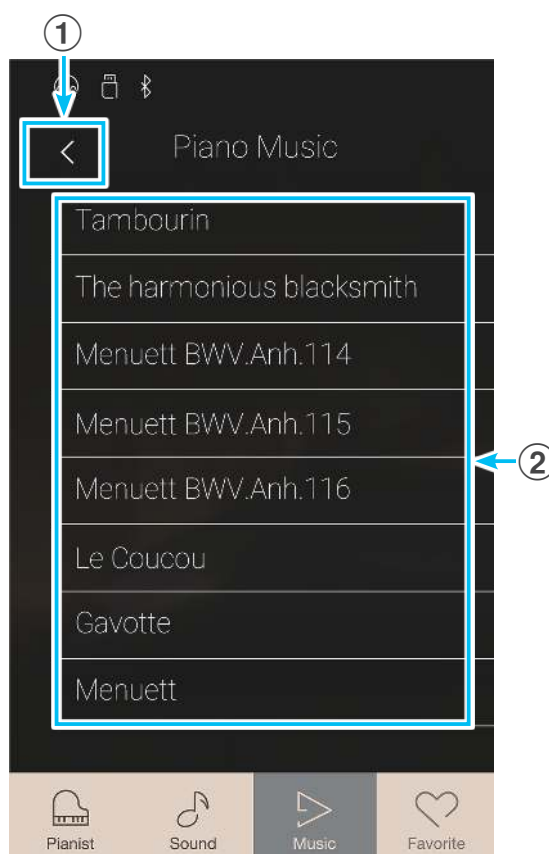 ①
Piano Music
Tambourin
The harmonious blacksmith
Menuett BWV.Anh.114
Menuett BWV.Anh.115
②
Menuett BWV.Anh.116
Le Coucou
Gavotte
Menuett
Pianist Sound Music Favorite